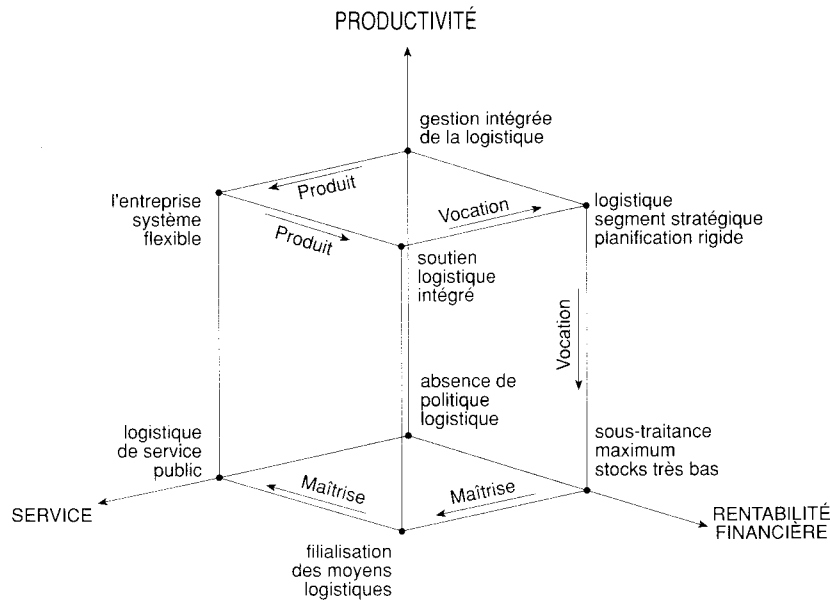 PRODUCTIVITÉ
gestion intégrée
de la logistique
Produit
l'entreprise
système
flexible
Produit
Vocation
logistique
segment stratégique
planification rigide
soutien
logistique
intégré
Vocation
absence de
politique
logistique
logistique
de service
public
sous-traitance
maximum
stocks très bas
Maîtrise
Maîtrise
SERVICE
RENTABILITÉ
FINANCIÈRE
filialisation
des moyens
logistiques